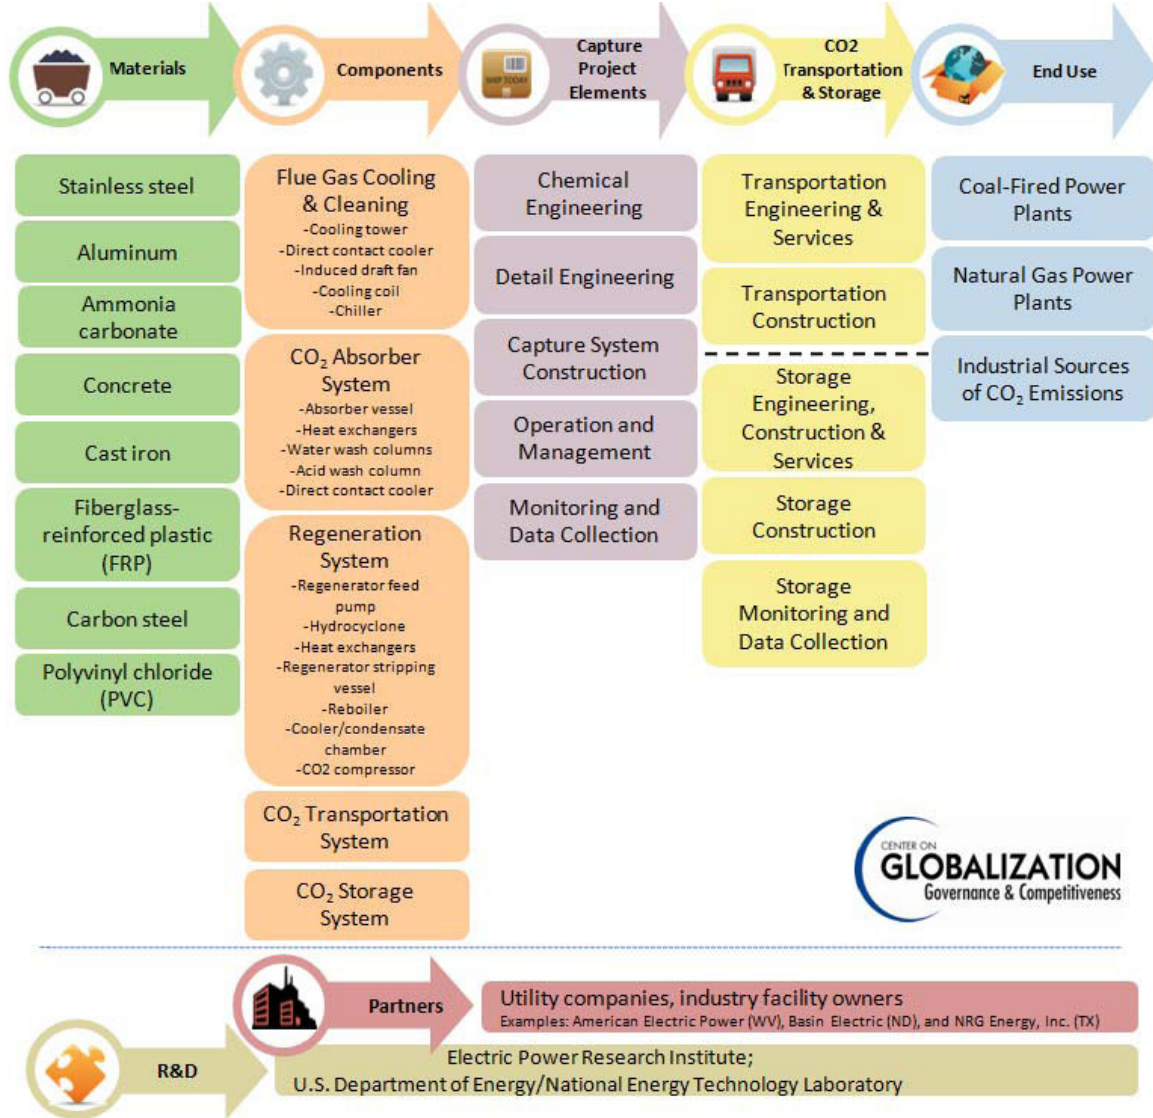 Materials
Components
Capture
Project
Elements
CO2
Transportation
& Storage
End Use
SHIP TODAY
Stainless steel
Aluminum
Ammonia
carbonate
Concrete
Cast iron
Fiberglass-
reinforced plastic
(FRP)
Carbon steel
Polyvinyl chloride
(PVC)
Flue Gas Cooling
& Cleaning
-Cooling tower
-Direct contact cooler
-Induced draft fan
-Cooling coil
-Chiller
CO₂ Absorber
System
-Absorber vessel
-Heat exchangers
-Water wash columns
-Acid wash column
-Direct contact cooler
Regeneration
System
-Regenerator feed
pump
-Hydrocyclone
-Heat exchangers
-Regenerator stripping
vessel
-Reboiler
-Cooler/condensate
chamber
-CO2 compressor
CO₂ Transportation
System
CO₂ Storage
System
Chemical
Engineering
Detail Engineering
Capture System
Construction
Operation and
Management
Monitoring and
Data Collection
Transportation
Engineering &
Services
Transportation
Construction
Storage
Engineering,
Construction &
Services
Storage
Construction
Storage
Monitoring and
Data Collection
Coal-Fired Power
Plants
Natural Gas Power
Plants
Industrial Sources
of CO₂ Emissions
CENTER ON
GLOBALIZATION
Governance & Competitiveness
Partners
Utility companies, industry facility owners
Examples: American Electric Power (WV), Basin Electric (ND), and NRG Energy, Inc. (TX)
R&D
Electric Power Research Institute;
U.S. Department of Energy/National Energy Technology Laboratory